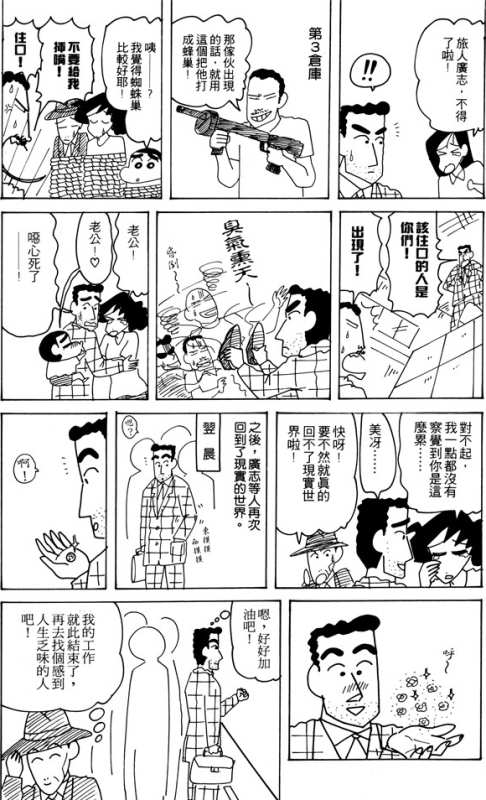 旅人廣志，不得
了啦！
!!
第3倉庫
那傢伙出現
的話，就用
這個把他打
成蜂巢！
咦——？
我覺得蜘蛛巢
比較好耶！
不要給我
插嘴！
住口！
該住口的人是
你們！
出現了！
臭氣熏天～
昏倒～
老公！
老公！♡
噁心死了
——！
對不起，
我一點都沒有
察覺到你是這
麼累……
美冴……
快呀！
要不然就真的
回不了現實世
界啦！
之後，廣志等人再次
回到了現實的世界。
翌晨
嗯？
啊！
呼～
嗯，好好加
油吧！
我的工作
就此結束了，
再去找個感到
人生乏味的人
吧！